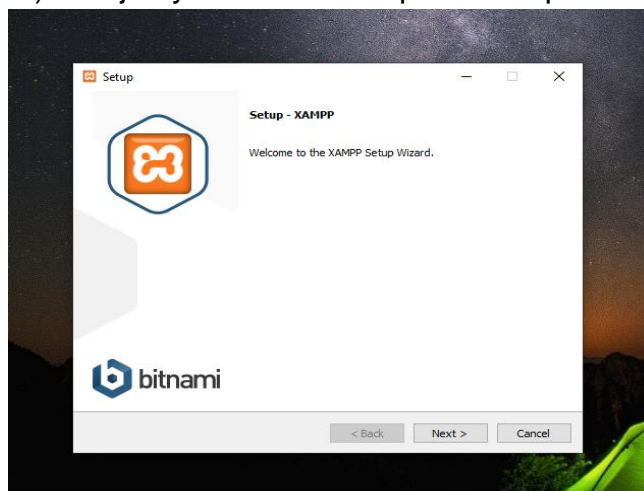 Setup
Setup - XAMPP
Welcome to the XAMPP Setup Wizard.
bitnami
< Back
Next >
Cancel